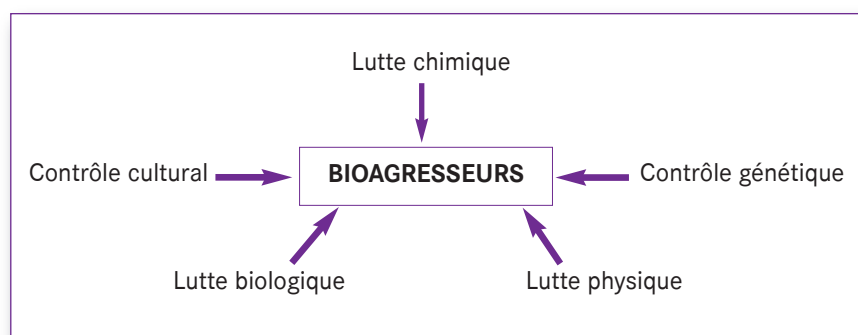 Lutte chimique
Contrôle cultural
BIOAGRESSEURS
Contrôle génétique
Lutte biologique
Lutte physique